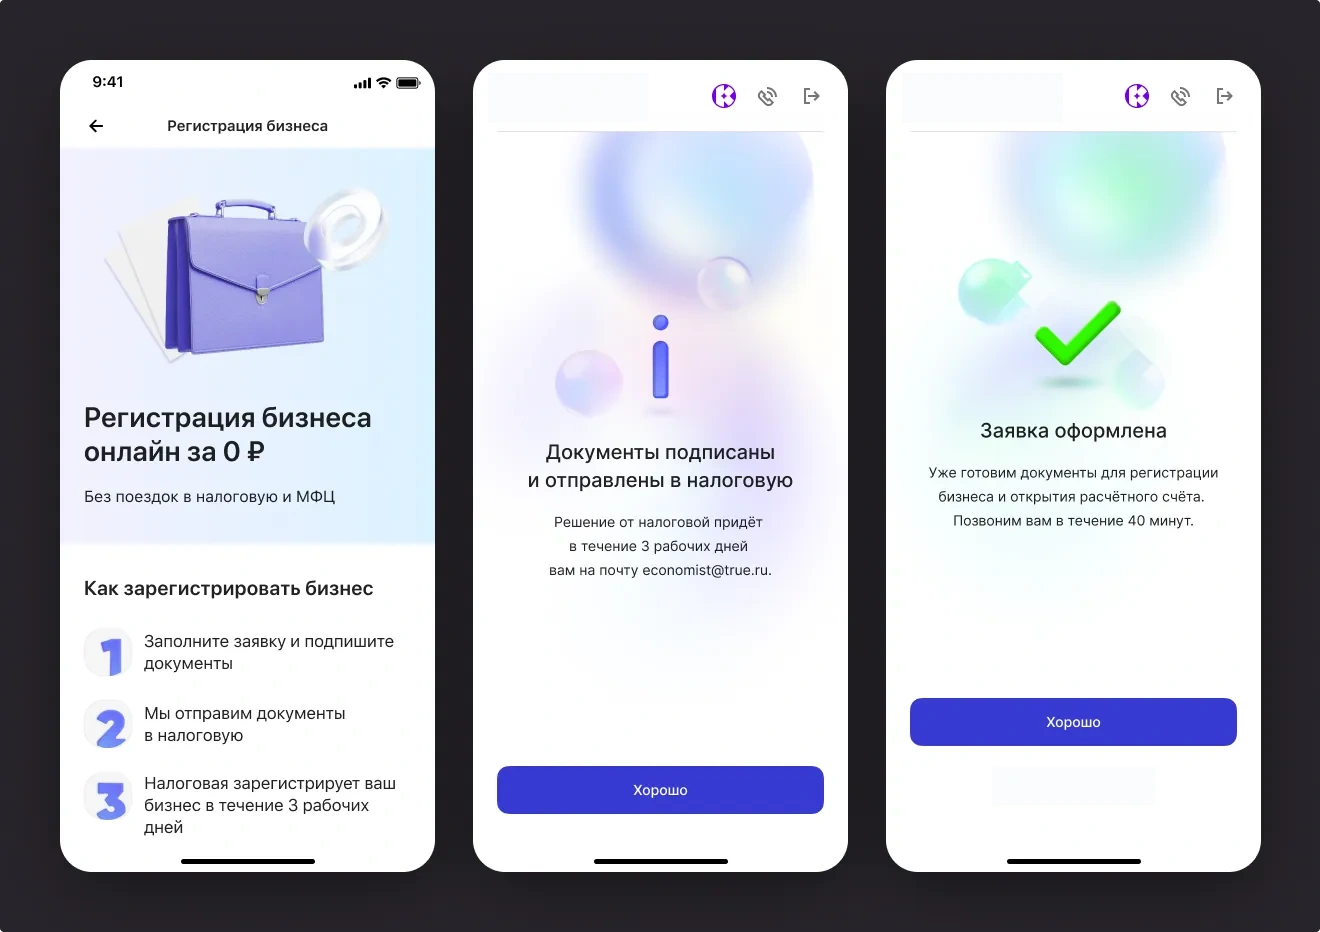 9:41
Регистрация бизнеса
Регистрация бизнеса
онлайн за 0 ₽
Без поездок в налоговую и МФЦ
Как зарегистрировать бизнес
1
Заполните заявку и подпишите
документы
2
Мы отправим документы
в налоговую
3
Налоговая зарегистрирует ваш
бизнес в течение 3 рабочих
дней
Документы подписаны
и отправлены в налоговую
Решение от налоговой придёт
в течение 3 рабочих дней
вам на почту economist@true.ru.
Хорошо
Заявка оформлена
Уже готовим документы для регистрации
бизнеса и открытия расчётного счёта.
Позвоним вам в течение 40 минут.
Хорошо